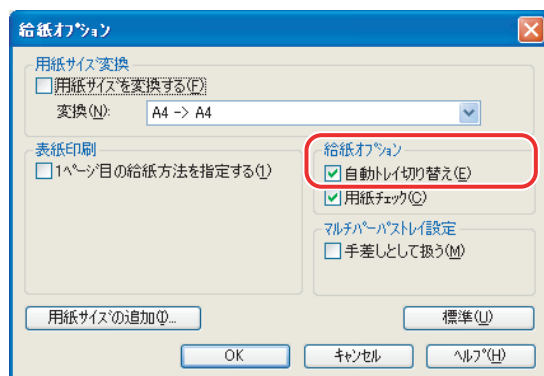 給紙オプション
用紙サイズ変換
用紙サイズを変換する(F)
変換(N):
A4 -> A4
表紙印刷
1ページ目の給紙方法を指定する(1)
給紙オプション
自動トレイ切り替え(E)
用紙チェック(C)
マルチパーパストレイ設定
手差しとして扱う(M)
用紙サイズの追加(I)...
標準(U)
OK
キャンセル
ヘルプ(H)